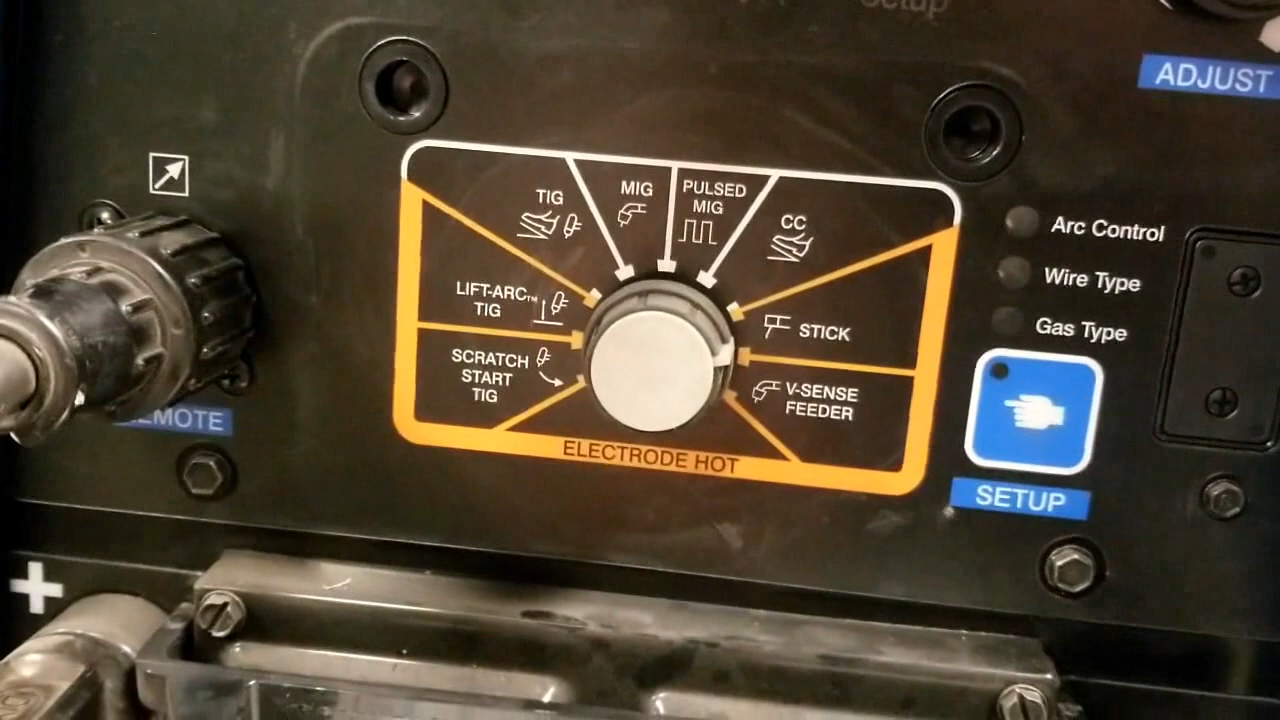 Setup
ADJUST
TIG
MIG
PULSED
MIG
CC
Arc Control
Wire Type
Gas Type
LIFT-ARC™
TIG
STICK
SCRATCH
START
TIG
V-SENSE
FEEDER
REMOTE
ELECTRODE HOT
SETUP